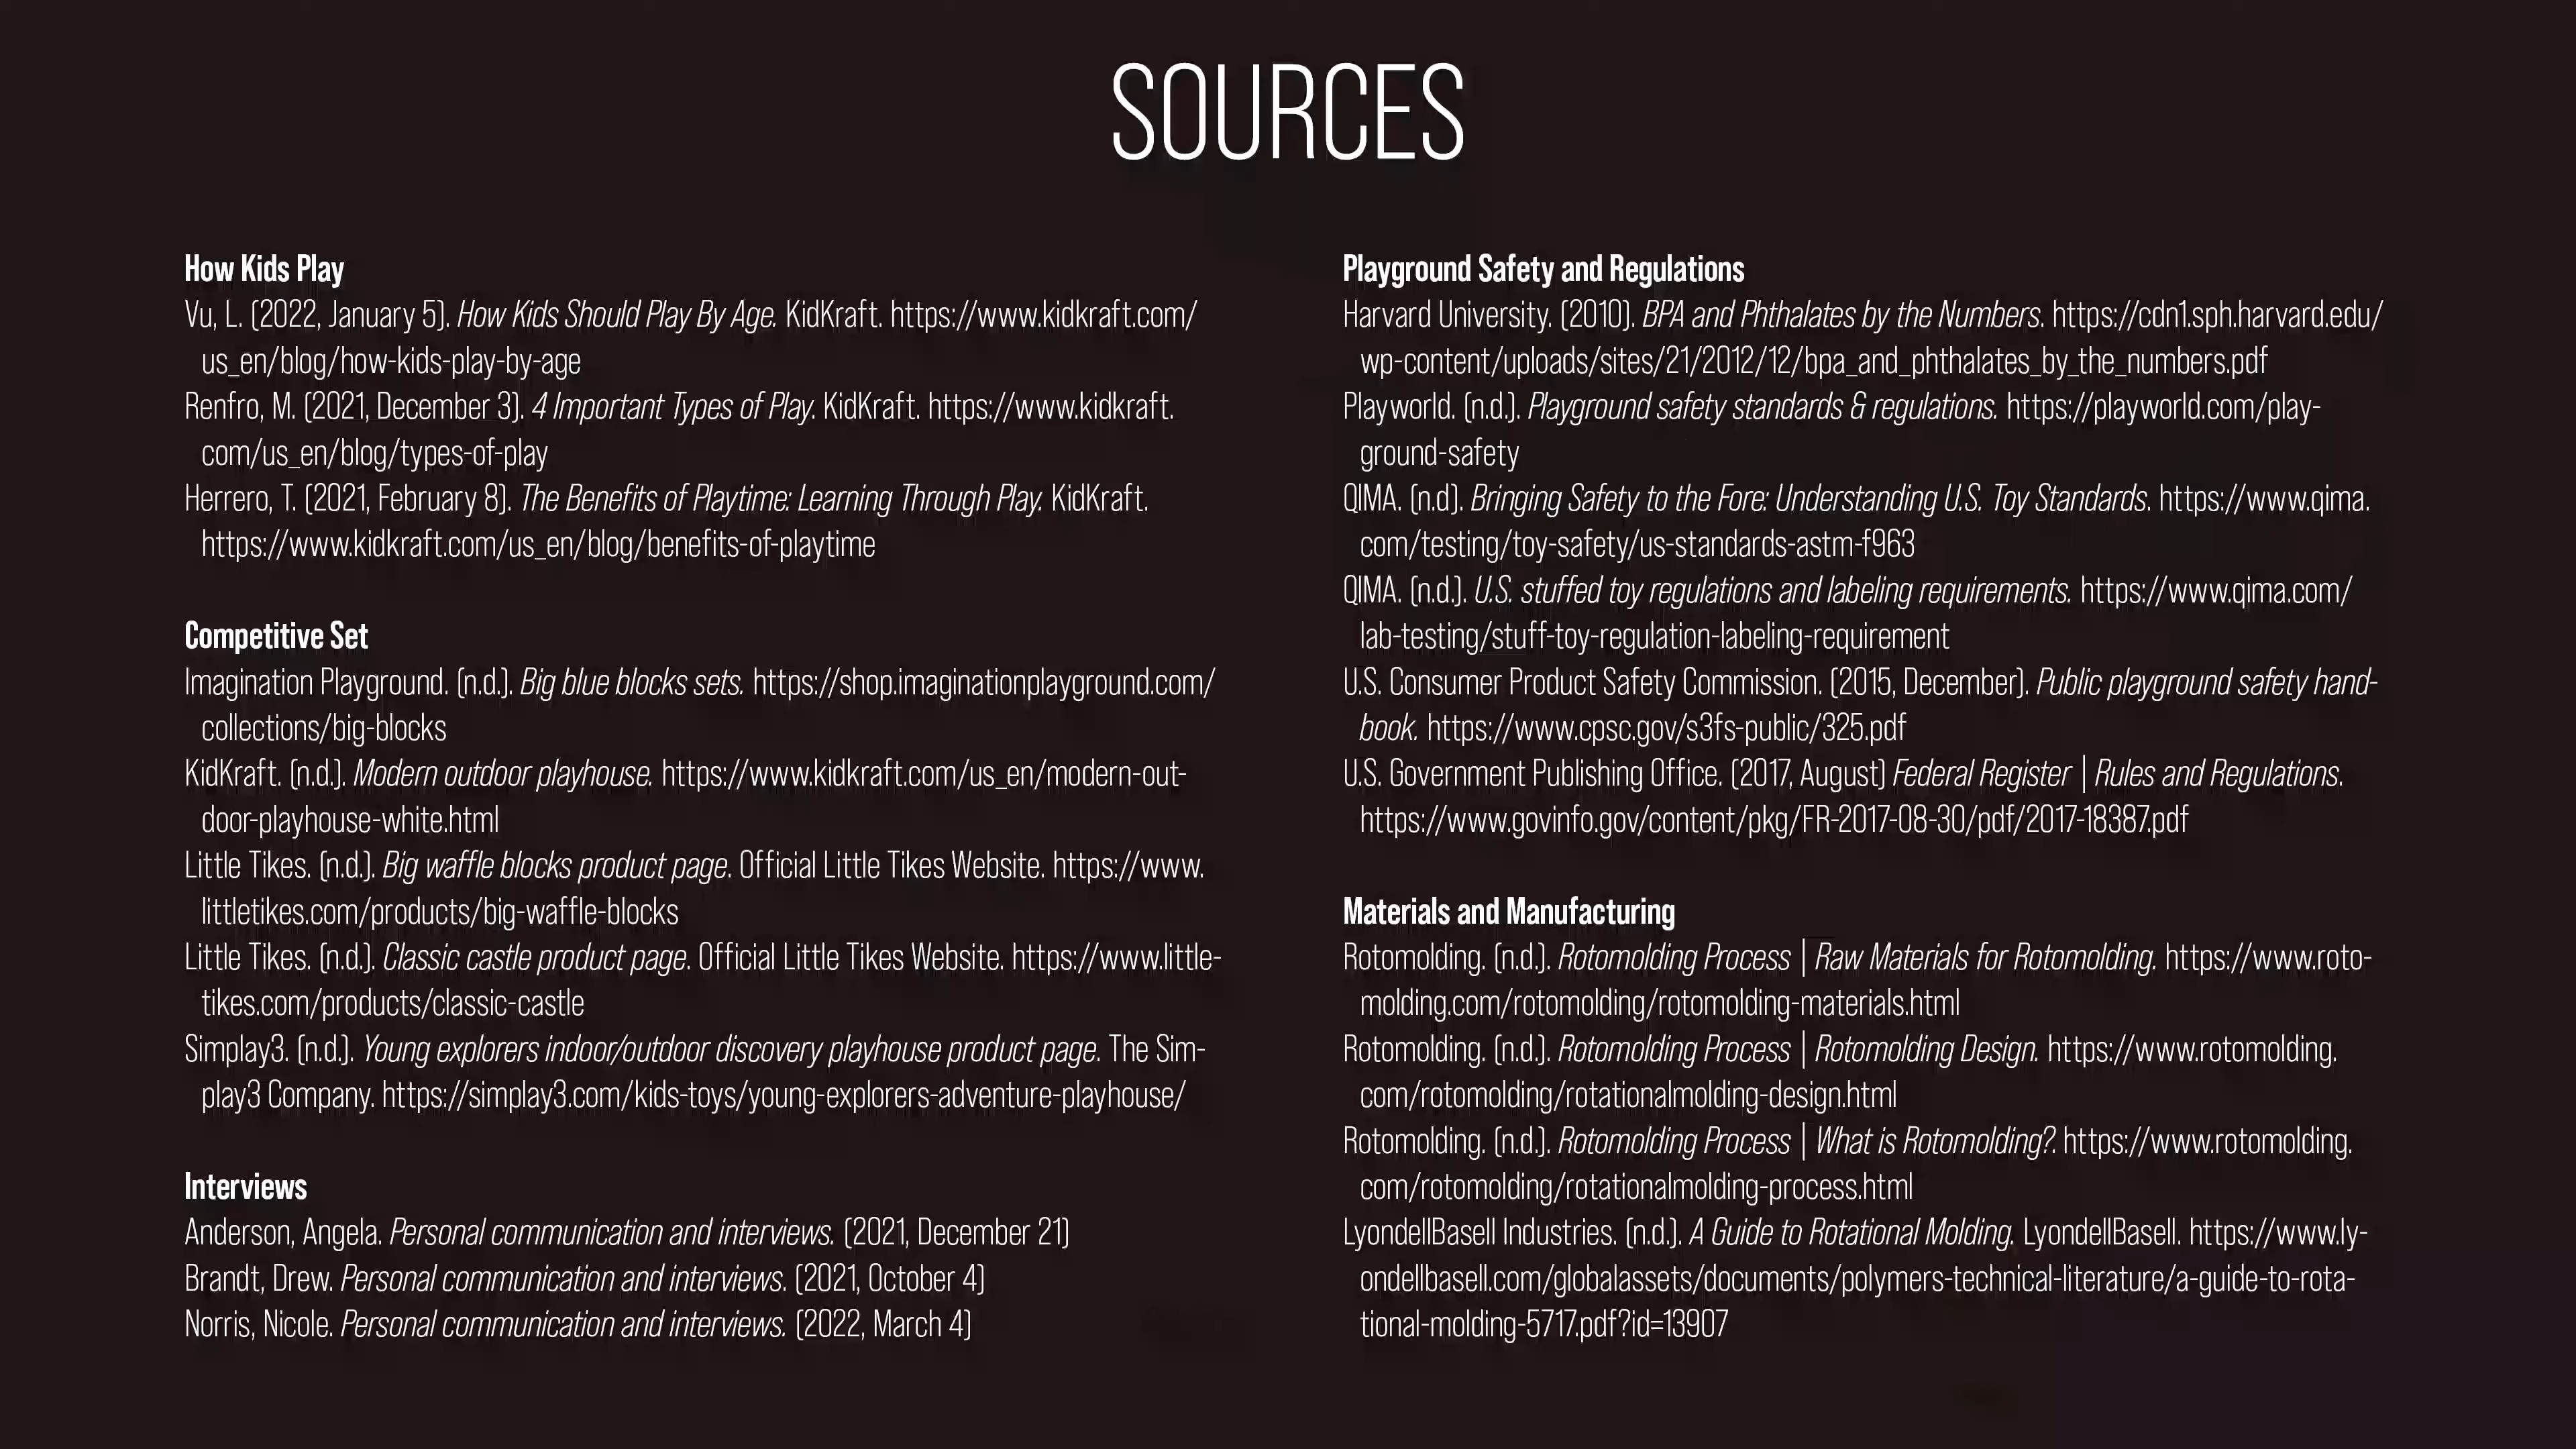 SOURCES
How Kids Play
Vu, L. (2022, January 5). How Kids Should Play By Age. KidKraft. https://www.kidkraft.com/
us_en/blog/how-kids-play-by-age
Renfro, M. (2021, December 3). 4 Important Types of Play. KidKraft. https://www.kidkraft.
com/us_en/blog/types-of-play
Herrero, T. (2021, February 8). The Benefits of Playtime: Learning Through Play. KidKraft.
https://www.kidkraft.com/us_en/blog/benefits-of-playtime
Competitive Set
Imagination Playground. (n.d.). Big blue blocks sets. https://shop.imaginationplayground.com/
collections/big-blocks
KidKraft. (n.d.). Modern outdoor playhouse. https://www.kidkraft.com/us_en/modern-out-
door-playhouse-white.html
Little Tikes. (n.d.). Big waffle blocks product page. Official Little Tikes Website. https://www.
littletikes.com/products/big-waffle-blocks
Little Tikes. (n.d.). Classic castle product page. Official Little Tikes Website. https://www.little-
tikes.com/products/classic-castle
Simplay3. (n.d.). Young explorers indoor/outdoor discovery playhouse product page. The Sim-
play3 Company. https://simplay3.com/kids-toys/young-explorers-adventure-playhouse/
Interviews
Anderson, Angela. Personal communication and interviews. (2021, December 21)
Brandt, Drew. Personal communication and interviews. (2021, October 4)
Norris, Nicole. Personal communication and interviews. (2022, March 4)
Playground Safety and Regulations
Harvard University. (2010). BPA and Phthalates by the Numbers. https://cdn1.sph.harvard.edu/
wp-content/uploads/sites/21/2012/12/bpa_and_phthalates_by_the_numbers.pdf
Playworld. (n.d.). Playground safety standards & regulations. https://playworld.com/play-
ground-safety
QIMA. (n.d). Bringing Safety to the Fore: Understanding U.S. Toy Standards. https://www.qima.
com/testing/toy-safety/us-standards-astm-f963
QIMA. (n.d.). U.S. stuffed toy regulations and labeling requirements. https://www.qima.com/
lab-testing/stuff-toy-regulation-labeling-requirement
U.S. Consumer Product Safety Commission. (2015, December). Public playground safety hand-
book. https://www.cpsc.gov/s3fs-public/325.pdf
U.S. Government Publishing Office. (2017, August) Federal Register | Rules and Regulations.
https://www.govinfo.gov/content/pkg/FR-2017-08-30/pdf/2017-18387.pdf
Materials and Manufacturing
Rotomolding. (n.d.). Rotomolding Process | Raw Materials for Rotomolding. https://www.roto-
molding.com/rotomolding/rotomolding-materials.html
Rotomolding. (n.d.). Rotomolding Process | Rotomolding Design. https://www.rotomolding.
com/rotomolding/rotationalmolding-design.html
Rotomolding. (n.d.). Rotomolding Process | What is Rotomolding?. https://www.rotomolding.
com/rotomolding/rotationalmolding-process.html
LyondellBasell Industries. (n.d.). A Guide to Rotational Molding. LyondellBasell. https://www.ly-
ondellbasell.com/globalassets/documents/polymers-technical-literature/a-guide-to-rota-
tional-molding-5717.pdf?id=13907